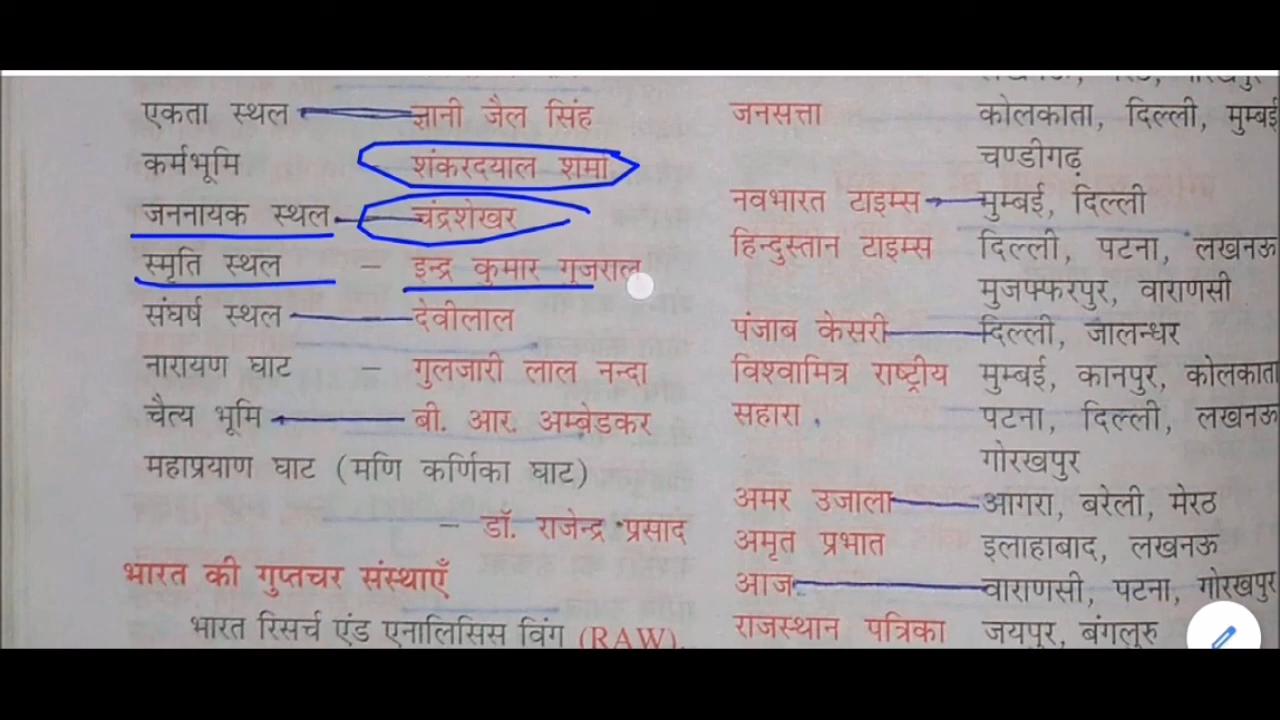 एकता स्थल ज्ञानी जैल सिंह
कर्मभूमि शंकरदयाल शर्मा
जननायक स्थल चंद्रशेखर
स्मृति स्थल – इन्द्र कुमार गुजराल
संघर्ष स्थल देवीलाल
नारायण घाट – गुलजारी लाल नन्दा
चैत्य भूमि बी. आर. अम्बेडकर
महाप्रयाण घाट (मणि कर्णिका घाट)
– डॉ. राजेन्द्र प्रसाद
भारत की गुप्तचर संस्थाएँ
भारत रिसर्च एंड एनालिसिस विंग (RAW),
जनसत्ता कोलकाता, दिल्ली, मुम्बई
चण्डीगढ़
नवभारत टाइम्स मुम्बई, दिल्ली
हिन्दुस्तान टाइम्स दिल्ली, पटना, लखनऊ
मुजफ्फरपुर, वाराणसी
पंजाब केसरी दिल्ली, जालन्धर
विश्वामित्र राष्ट्रीय मुम्बई, कानपुर, कोलकाता
सहारा पटना, दिल्ली, लखनऊ
गोरखपुर
अमर उजाला आगरा, बरेली, मेरठ
अमृत प्रभात इलाहाबाद, लखनऊ
आज वाराणसी, पटना, गोरखपुर
राजस्थान पत्रिका जयपुर, बंगलूरु